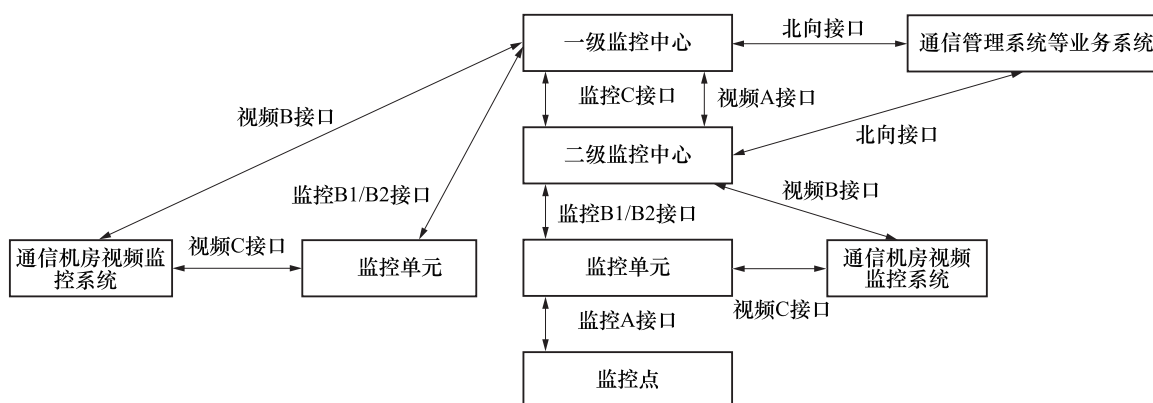 一级监控中心
北向接口
通信管理系统等业务系统
监控C接口
视频A接口
视频B接口
北向接口
二级监控中心
视频B接口
监控B1/B2接口
监控B1/B2接口
通信机房视频监
控系统
视频C接口
监控单元
监控单元
通信机房视频
监控系统
视频C接口
监控A接口
监控点